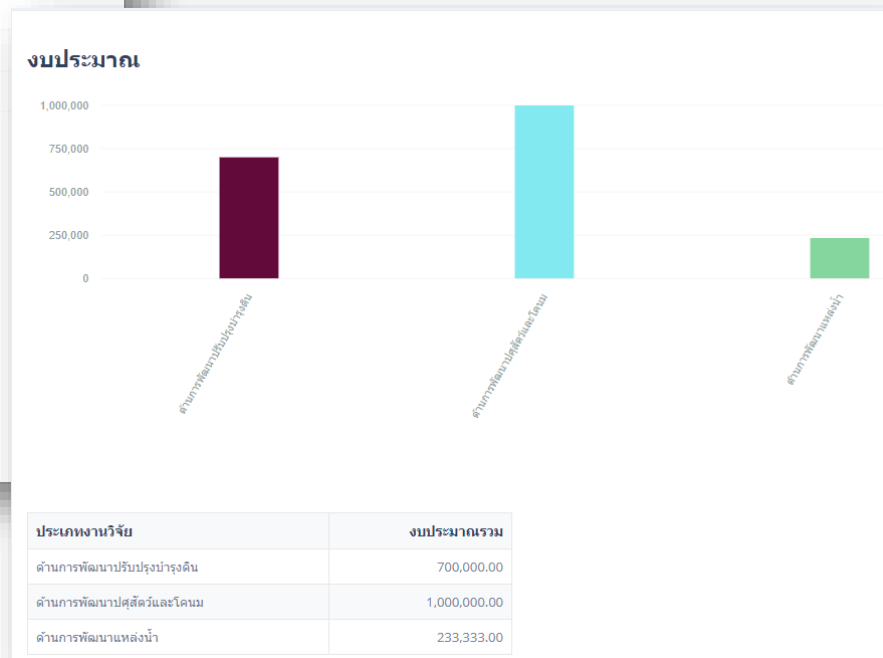 งบประมาณ
1,000,000
750,000
500,000
250,000
0
ด้านการพัฒนาปรับปรุงบำรุงดิน
ด้านการพัฒนาปศุสัตว์และโคนม
ด้านการพัฒนาแหล่งน้ำ
ประเภทงานวิจัย งบประมาณรวม
ด้านการพัฒนาปรับปรุงบำรุงดิน 700,000.00
ด้านการพัฒนาปศุสัตว์และโคนม 1,000,000.00
ด้านการพัฒนาแหล่งน้ำ 233,333.00